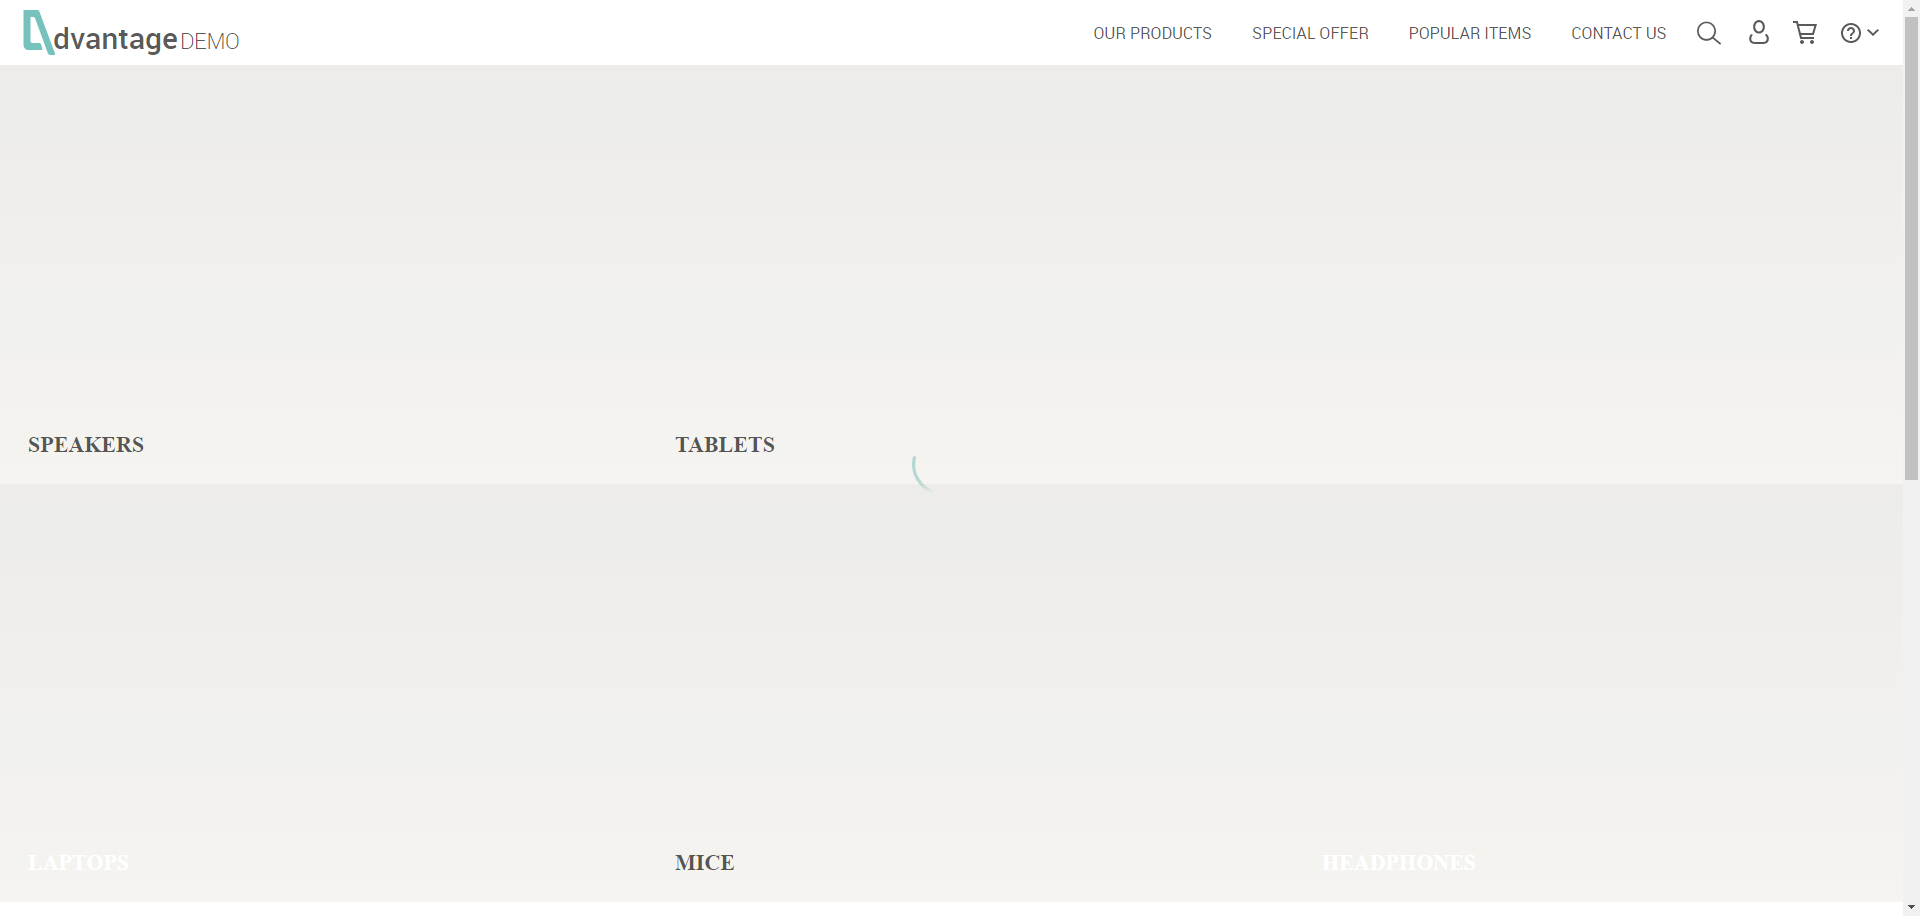 dvantage DEMO
OUR PRODUCTS SPECIAL OFFER POPULAR ITEMS CONTACT US
SPEAKERS TABLETS
LAPTOPS MICE HEADPHONES